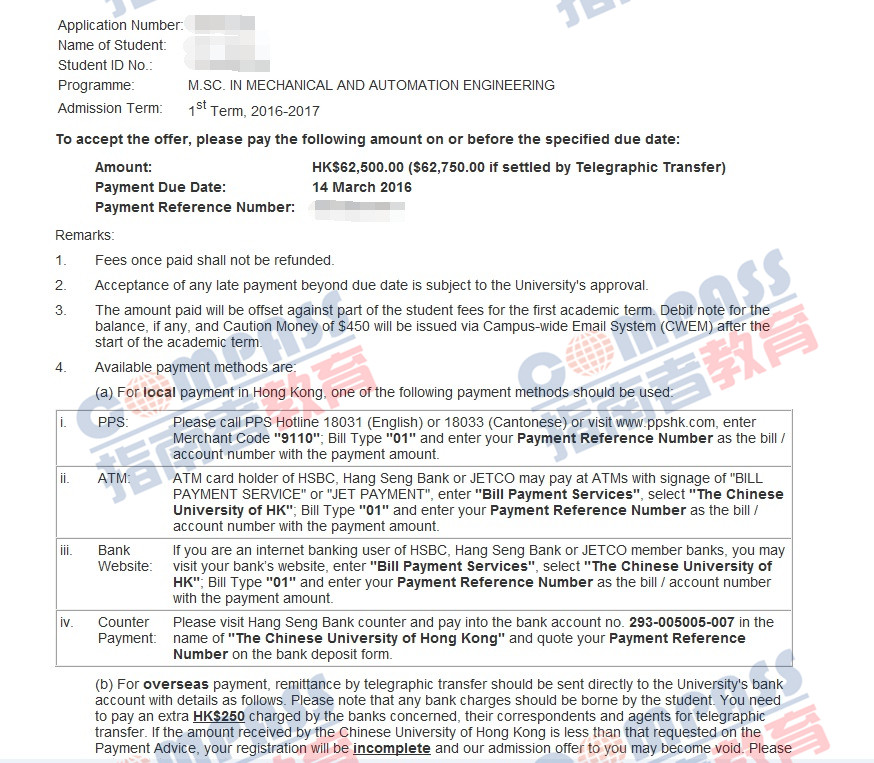 Application Number:
Name of Student:
Student ID No.:
Programme: M.SC. IN MECHANICAL AND AUTOMATION ENGINEERING
Admission Term: 1st Term, 2016-2017
To accept the offer, please pay the following amount on or before the specified due date:
Amount: HK$62,500.00 ($62,750.00 if settled by Telegraphic Transfer)
Payment Due Date: 14 March 2016
Payment Reference Number:
Remarks:
1. Fees once paid shall not be refunded.
2. Acceptance of any late payment beyond due date is subject to the University's approval.
3. The amount paid will be offset against part of the student fees for the first academic term. Debit note for the
balance, if any, and Caution Money of $450 will be issued via Campus-wide Email System (CWEM) after the
start of the academic term.
4. Available payment methods are:
(a) For local payment in Hong Kong, one of the following payment methods should be used:
i. PPS: Please call PPS Hotline 18031 (English) or 18033 (Cantonese) or visit www.ppshk.com, enter
Merchant Code "9110"; Bill Type "01" and enter your Payment Reference Number as the bill /
account number with the payment amount.
ii. ATM: ATM card holder of HSBC, Hang Seng Bank or JETCO may pay at ATMs with signage of "BILL
PAYMENT SERVICE" or "JET PAYMENT", enter "Bill Payment Services", select "The Chinese
University of HK"; Bill Type "01" and enter your Payment Reference Number as the bill /
account number with the payment amount.
iii. Bank Website: If you are an internet banking user of HSBC, Hang Seng Bank or JETCO member banks, you may
visit your bank's website, enter "Bill Payment Services", select "The Chinese University of
HK"; Bill Type "01" and enter your Payment Reference Number as the bill / account number
with the payment amount.
iv. Counter Payment: Please visit Hang Seng Bank counter and pay into the bank account no. 293-005005-007 in the
name of "The Chinese University of Hong Kong" and quote your Payment Reference
Number on the bank deposit form.
(b) For overseas payment, remittance by telegraphic transfer should be sent directly to the University's bank
account with details as follows. Please note that any bank charges should be borne by the student. You need
to pay an extra HK$250 charged by the banks concerned, their correspondents and agents for telegraphic
transfer. If the amount received by the Chinese University of Hong Kong is less than that requested on the
Payment Advice, your registration will be incomplete and our admission offer to you may become void. Please
COMPASS
指南者教育
COMPASS
指南者教育